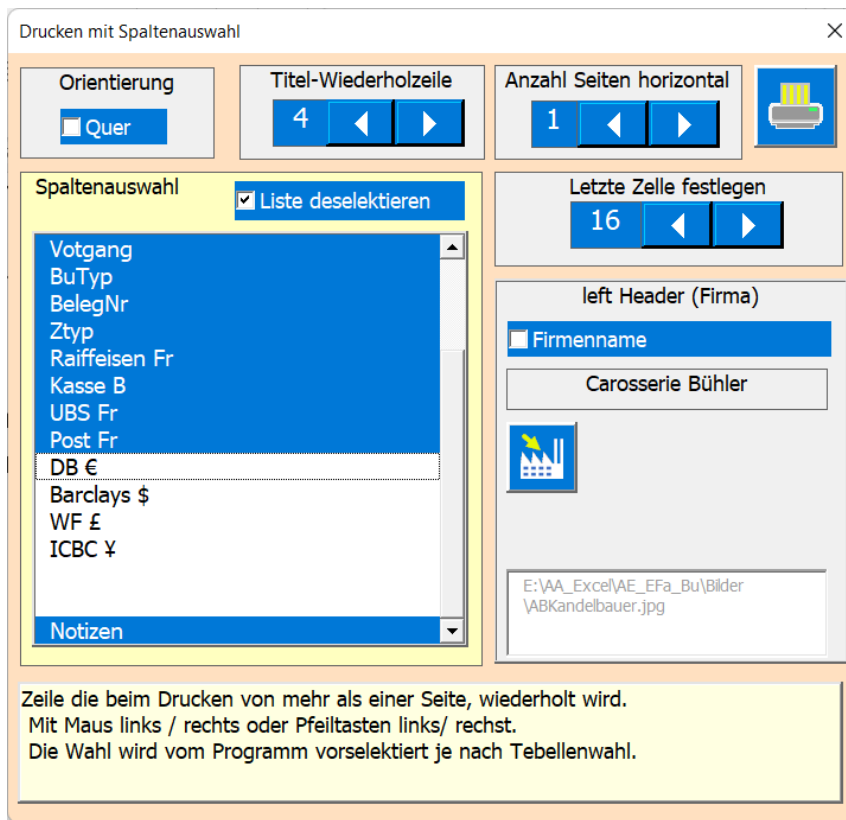 Drucken mit Spaltenauswahl
Orientierung
Quer
Titel-Wiederholzeile
4
Anzahl Seiten horizontal
1
Spaltenauswahl
Liste deselektieren
Votgang
BuTyp
BelegNr
Ztyp
Raiffeisen Fr
Kasse B
UBS Fr
Post Fr
DB €
Barclays $
WF £
ICBC ¥
Notizen
Letzte Zelle festlegen
16
left Header (Firma)
Firmenname
Carosserie Bühler
E:\AA_Excel\AE_EFa_Bu\Bilder
\ABKandelbauer.jpg
Zeile die beim Drucken von mehr als einer Seite, wiederholt wird.
Mit Maus links / rechts oder Pfeiltasten links/ rechst.
Die Wahl wird vom Programm vorselektiert je nach Tebellenwahl.